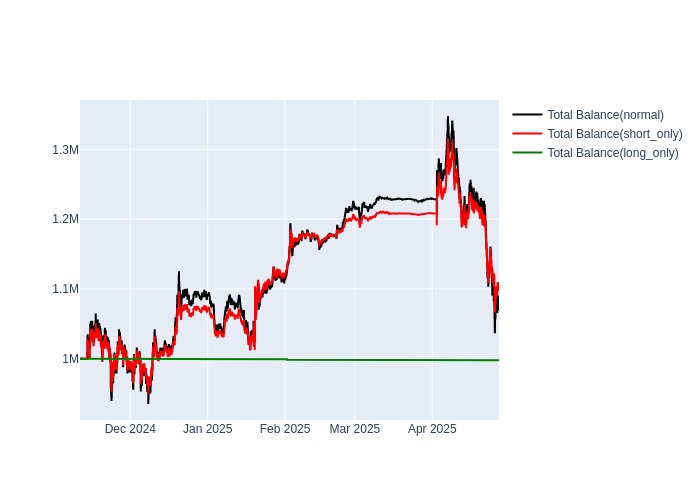 Total Balance(normal)
Total Balance(short_only)
Total Balance(long_only)
1.3M
1.2M
1.1M
1M
Dec 2024
Jan 2025
Feb 2025
Mar 2025
Apr 2025